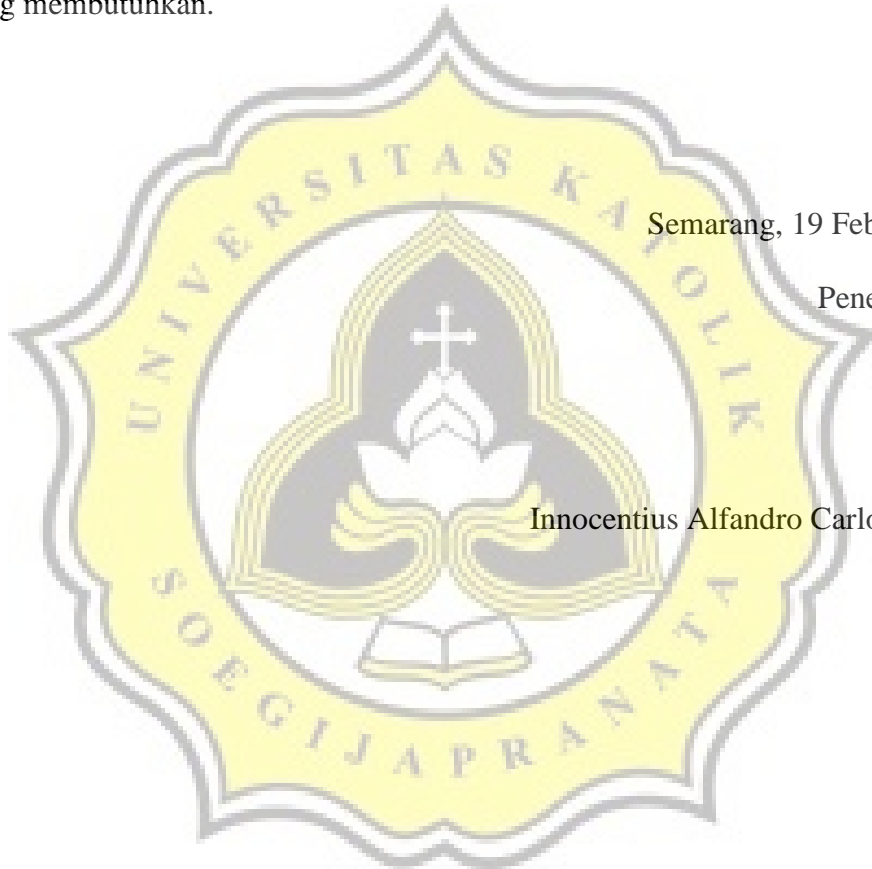 g membutuhkan.
UNIVERSITAS KATOLIK
Semarang, 19 Feb
Pene
Innocentius Alfandro Carlo
SOEGIJAPRANATA